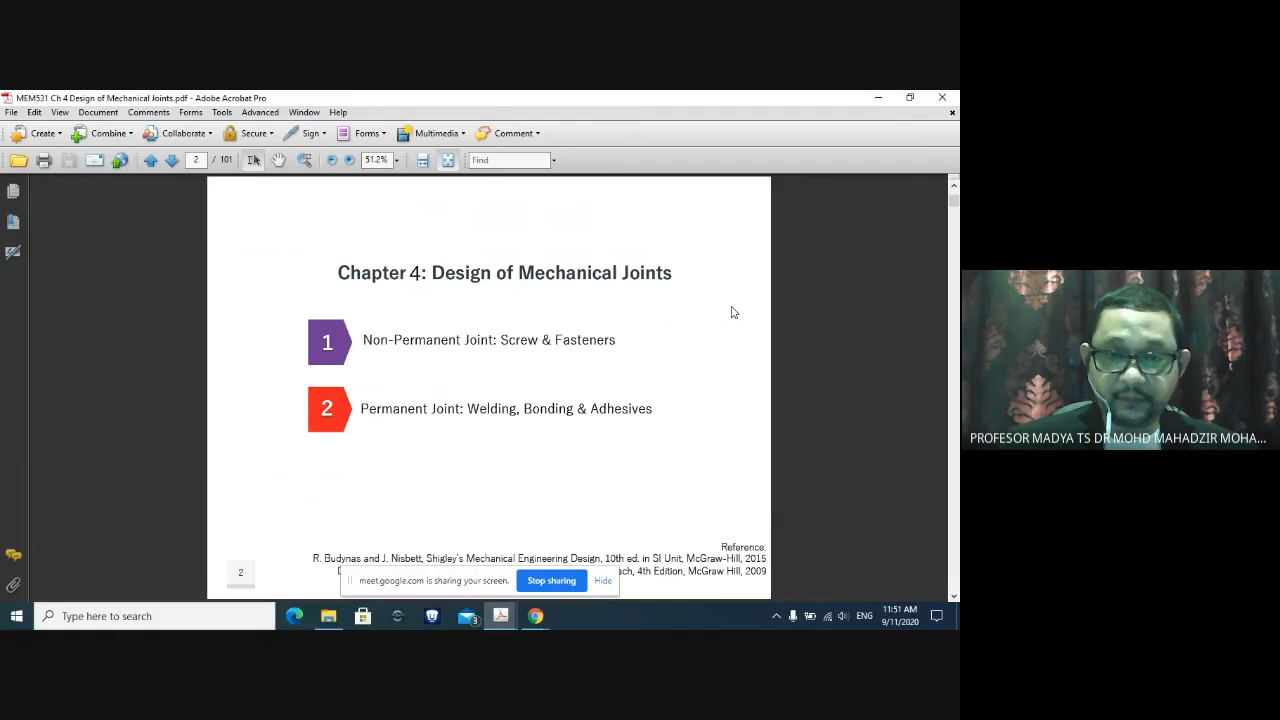 MEM531 Ch 4 Design of Mechanical Joints.pdf - Adobe Acrobat Pro
File Edit View Document Comments Forms Tools Advanced Window Help
Create Combine Collaborate Secure Sign Forms Multimedia Comment
2 / 101 51.2% Find
Chapter 4: Design of Mechanical Joints
1 Non-Permanent Joint: Screw & Fasteners
2 Permanent Joint: Welding, Bonding & Adhesives
PROFESOR MADYA TS DR MOHD MAHADZIR MOHA...
Reference:
R. Budynas and J. Nisbett, Shigley's Mechanical Engineering Design, 10th ed. in SI Unit, McGraw-Hill, 2015
4th Edition, McGraw Hill, 2009
2
meet.google.com is sharing your screen. Stop sharing Hide
Type here to search
3
ENG
11:51 AM
9/11/2020